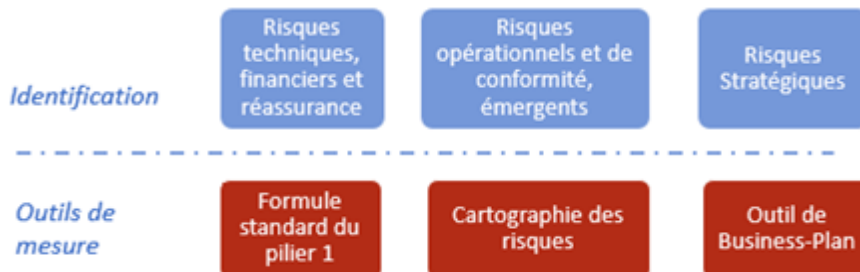 Identification
Risques
techniques,
financiers et
réassurance
Risques
opérationnels et de
conformité,
émergents
Risques
Stratégiques
Outils de
mesure
Formule
standard du
pilier 1
Cartographie des
risques
Outil de
Business-Plan